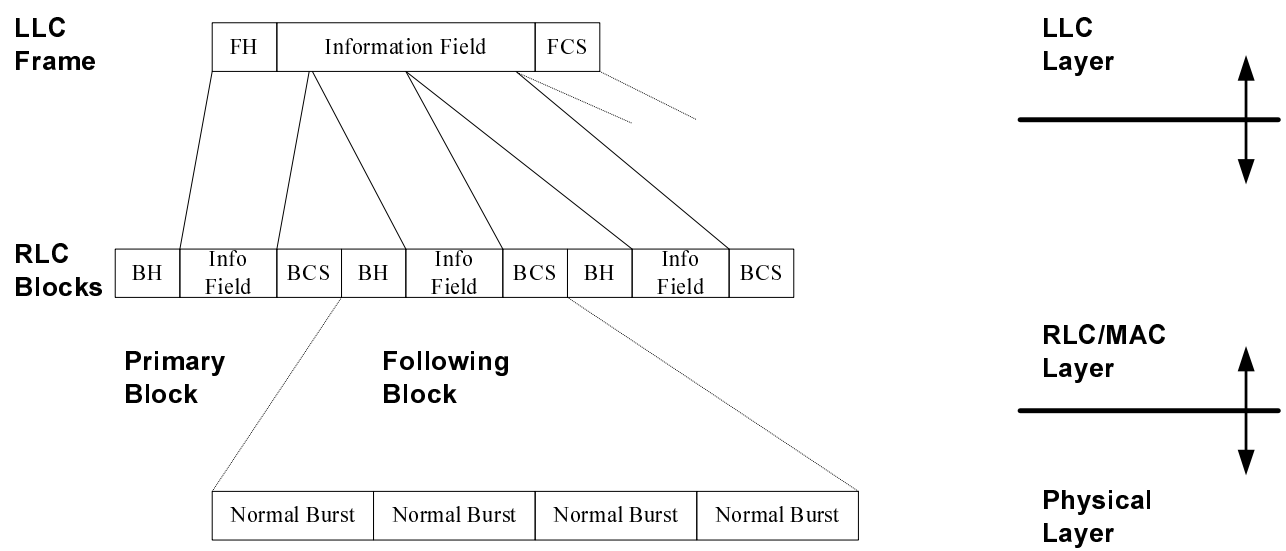 LLC
Frame
FH
Information Field
FCS
LLC
Layer
RLC
Blocks
BH
Info
Field
BCS
BH
Info
Field
BCS
BH
Info
Field
BCS
Primary
Block
Following
Block
RLC/MAC
Layer
Normal Burst
Normal Burst
Normal Burst
Normal Burst
Physical
Layer